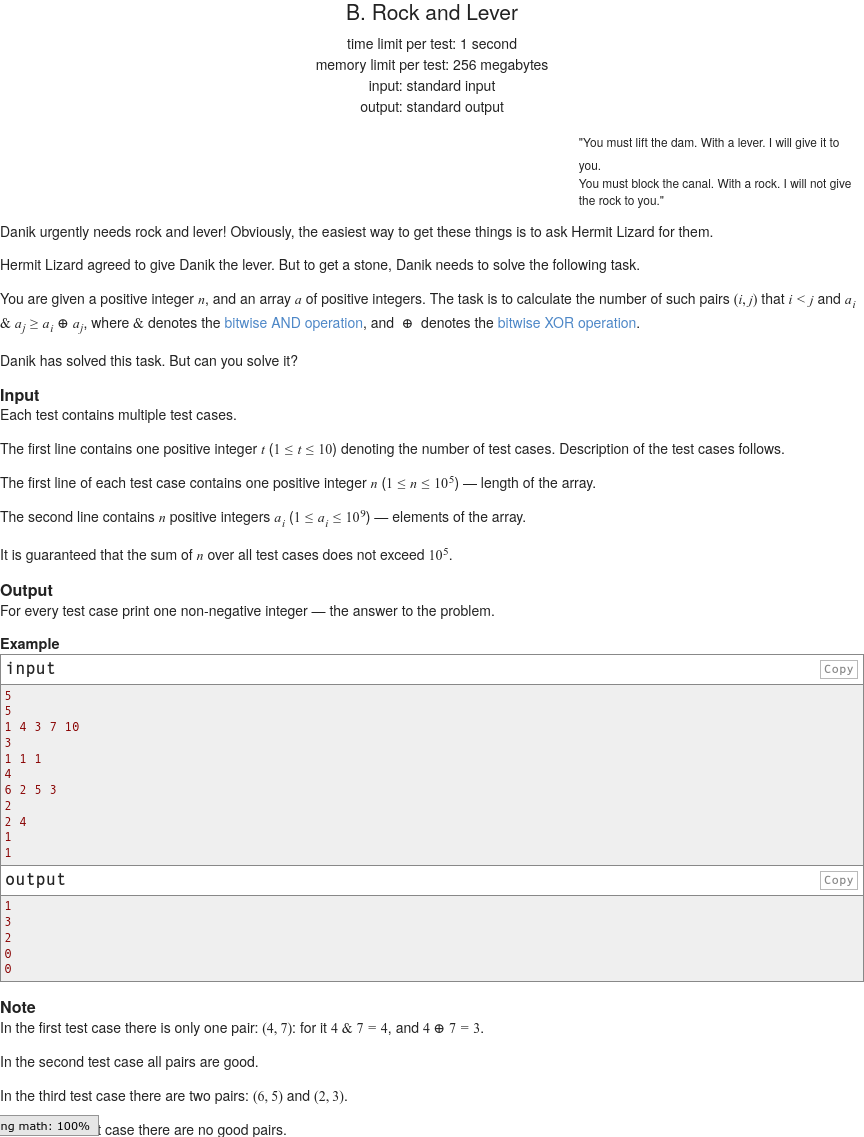 B. Rock and Lever
time limit per test: 1 second
memory limit per test: 256 megabytes
input: standard input
output: standard output
"You must lift the dam. With a lever. I will give it to
you.
You must block the canal. With a rock. I will not give
the rock to you."
Danik urgently needs rock and lever! Obviously, the easiest way to get these things is to ask Hermit Lizard for them.
Hermit Lizard agreed to give Danik the lever. But to get a stone, Danik needs to solve the following task.
You are given a positive integer n, and an array a of positive integers. The task is to calculate the number of such pairs (i, j) that i < j and a_i
& a_j ≥ a_i ⊕ a_j, where & denotes the bitwise AND operation, and ⊕ denotes the bitwise XOR operation.
Danik has solved this task. But can you solve it?
Input
Each test contains multiple test cases.
The first line contains one positive integer t (1 ≤ t ≤ 10) denoting the number of test cases. Description of the test cases follows.
The first line of each test case contains one positive integer n (1 ≤ n ≤ 10^5) — length of the array.
The second line contains n positive integers a_i (1 ≤ a_i ≤ 10^9) — elements of the array.
It is guaranteed that the sum of n over all test cases does not exceed 10^5.
Output
For every test case print one non-negative integer — the answer to the problem.
Example
input Copy
5
5
1 4 3 7 10
3
1 1 1
4
6 2 5 3
2
2 4
1
1
output Copy
1
3
2
0
0
Note
In the first test case there is only one pair: (4, 7): for it 4 & 7 = 4, and 4 ⊕ 7 = 3.
In the second test case all pairs are good.
In the third test case there are two pairs: (6, 5) and (2, 3).
ng math: 100% t case there are no good pairs.